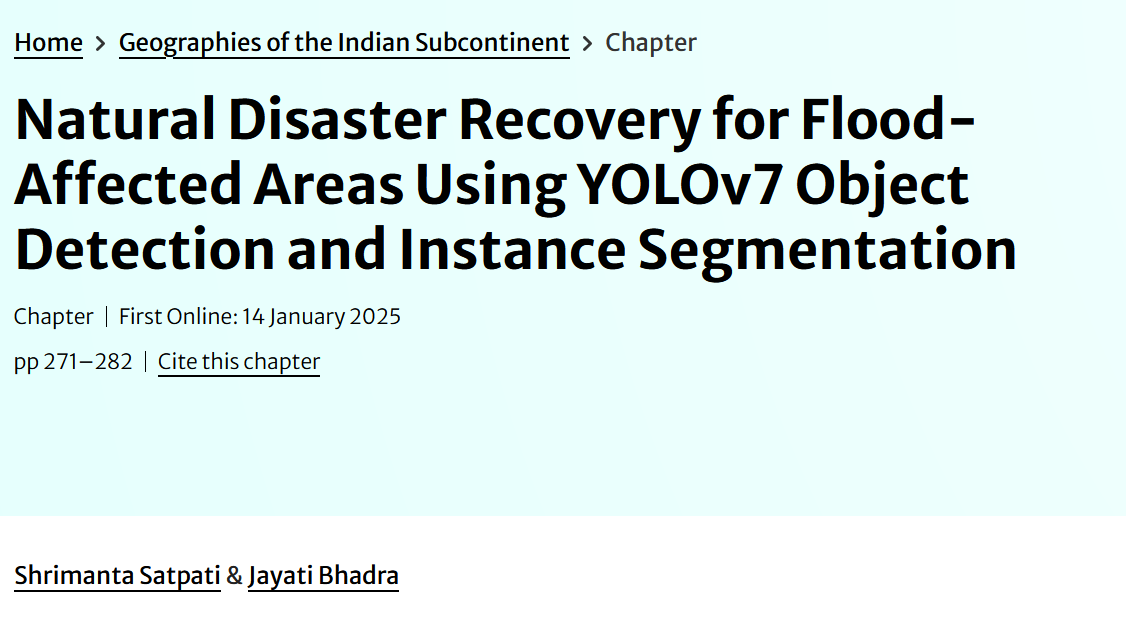 Home > Geographies of the Indian Subcontinent > Chapter
Natural Disaster Recovery for Flood-
Affected Areas Using YOLOv7 Object
Detection and Instance Segmentation
Chapter | First Online: 14 January 2025
pp 271–282 | Cite this chapter
Shrimanta Satpati & Jayati Bhadra